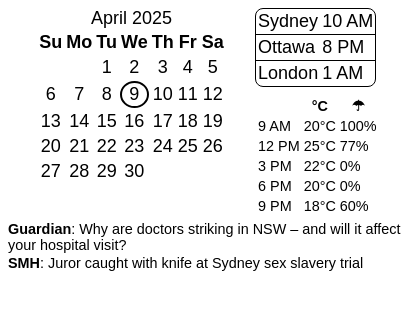 April 2025
Su Mo Tu We Th Fr Sa
1 2 3 4 5
6 7 8 9 10 11 12
13 14 15 16 17 18 19
20 21 22 23 24 25 26
27 28 29 30
Sydney 10 AM
Ottawa 8 PM
London 1 AM
°C ☂
9 AM 20°C 100%
12 PM 25°C 77%
3 PM 22°C 0%
6 PM 20°C 0%
9 PM 18°C 60%
Guardian: Why are doctors striking in NSW – and will it affect
your hospital visit?
SMH: Juror caught with knife at Sydney sex slavery trial